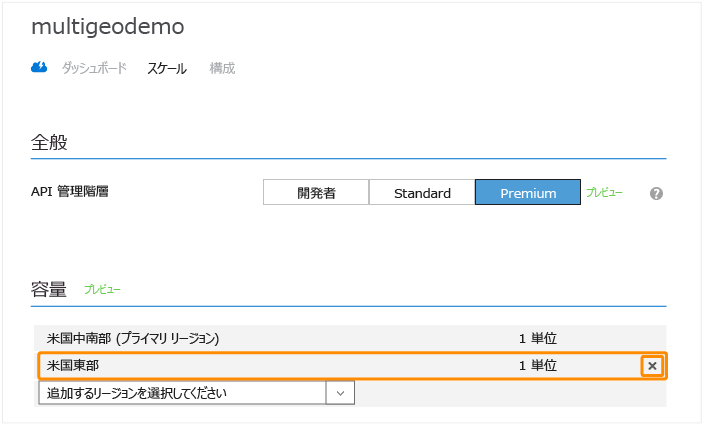 multigeodemo
ダッシュボード スケール 構成
全般
API 管理階層 開発者 Standard Premium プレビュー ?
容量 プレビュー
米国中南部 (プライマリ リージョン) 1 単位
米国東部 1 単位
追加するリージョンを選択してください